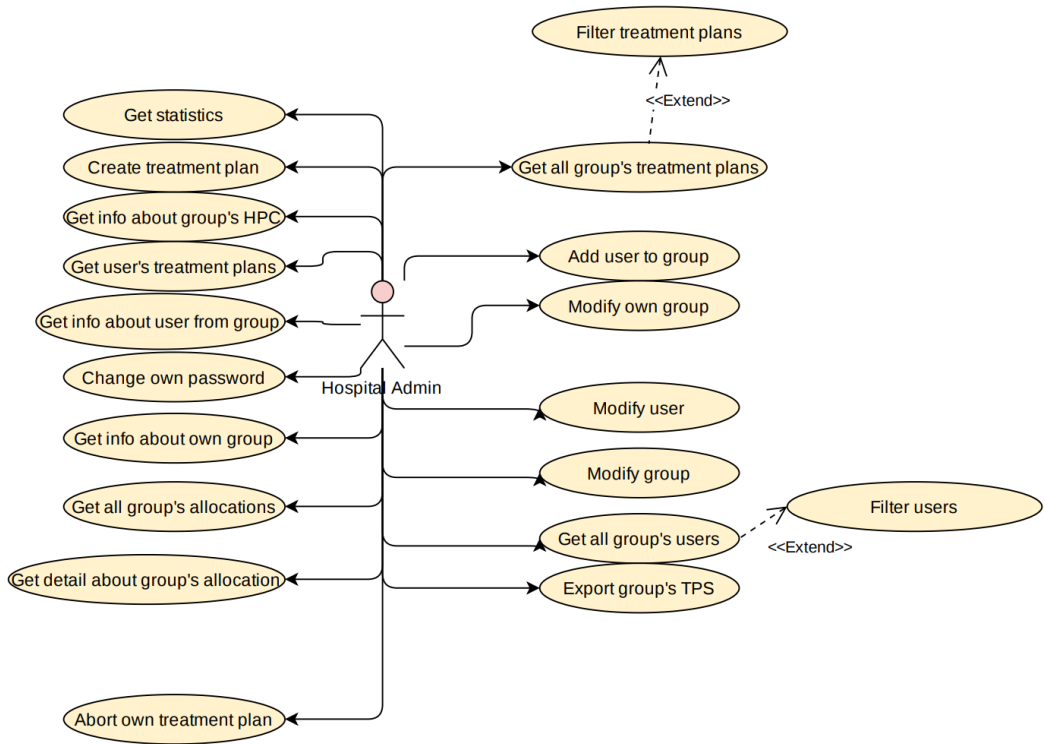 Filter treatment plans
<<Extend>>
Get statistics
Create treatment plan
Get all group's treatment plans
Get info about group's HPC
Get user's treatment plans
Add user to group
Modify own group
Get info about user from group
Change own password
Hospital Admin
Modify user
Get info about own group
Modify group
Get all group's allocations
Filter users
Get all group's users
<<Extend>>
Get detail about group's allocation
Export group's TPS
Abort own treatment plan